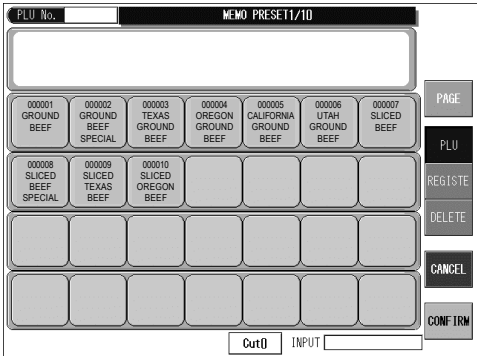 PLU No.
MEMO PRESET1/10
000001
GROUND
BEEF
000002
GROUND
BEEF
SPECIAL
000003
TEXAS
GROUND
BEEF
000004
OREGON
GROUND
BEEF
000005
CALIFORNIA
GROUND
BEEF
000006
UTAH
GROUND
BEEF
000007
SLICED
BEEF
000008
SLICED
BEEF
SPECIAL
000009
SLICED
TEXAS
BEEF
000010
SLICED
OREGON
BEEF
PAGE
PLU
REGISTE
DELETE
CANCEL
CONFIRM
Cut()
INPUT